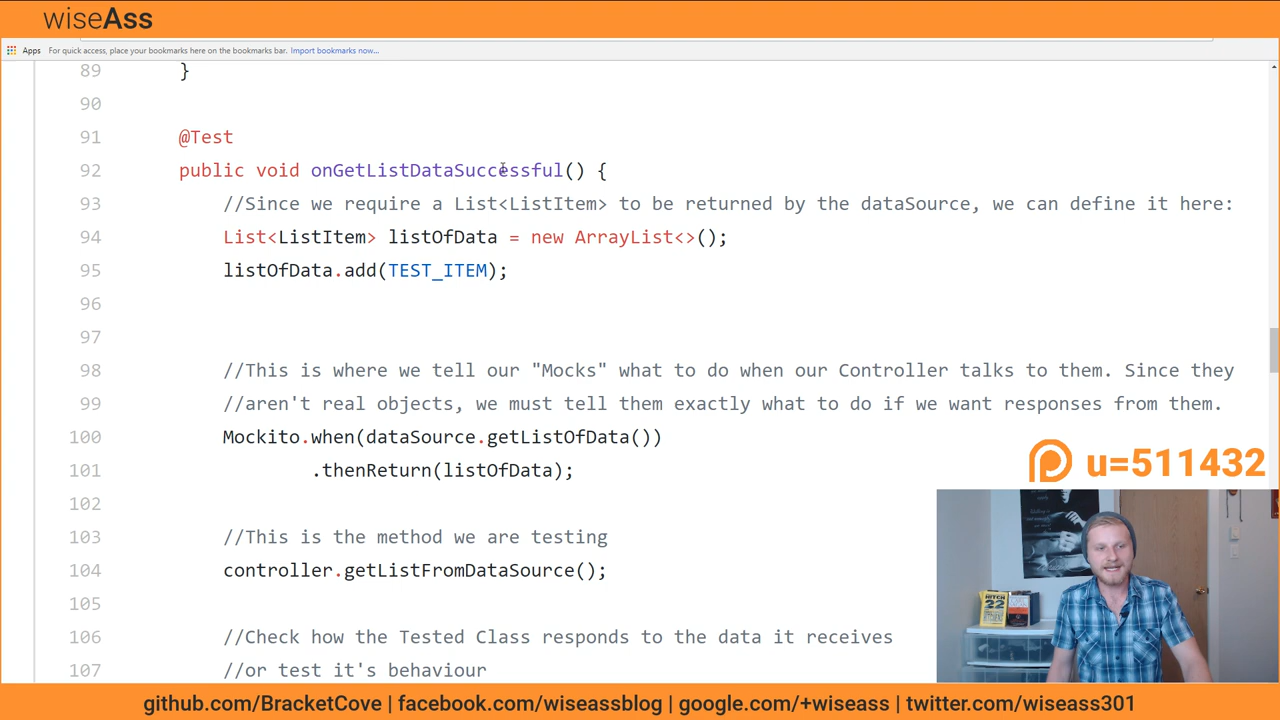 wiseAss
Apps For quick access, place your bookmarks here on the bookmarks bar. Import bookmarks now...
89 }
90
91 @Test
92 public void onGetListDataSuccessful() {
93 //Since we require a List<ListItem> to be returned by the dataSource, we can define it here:
94 List<ListItem> listOfData = new ArrayList<>();
95 listOfData.add(TEST_ITEM);
96
97
98 //This is where we tell our "Mocks" what to do when our Controller talks to them. Since they
99 //aren't real objects, we must tell them exactly what to do if we want responses from them.
100 Mockito.when(dataSource.getListOfData())
101 .thenReturn(listOfData);
102
103 //This is the method we are testing
104 controller.getListFromDataSource();
105
106 //Check how the Tested Class responds to the data it receives
107 //or test it's behaviour
u=511432
HITCH
22
github.com/BracketCove | facebook.com/wiseassblog | google.com/+wiseass | twitter.com/wiseass301